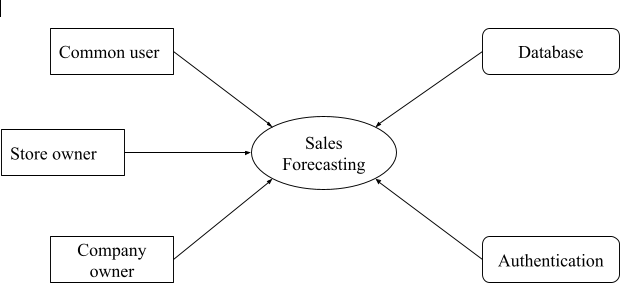 Common user
Database
Store owner
Sales
Forecasting
Company
owner
Authentication